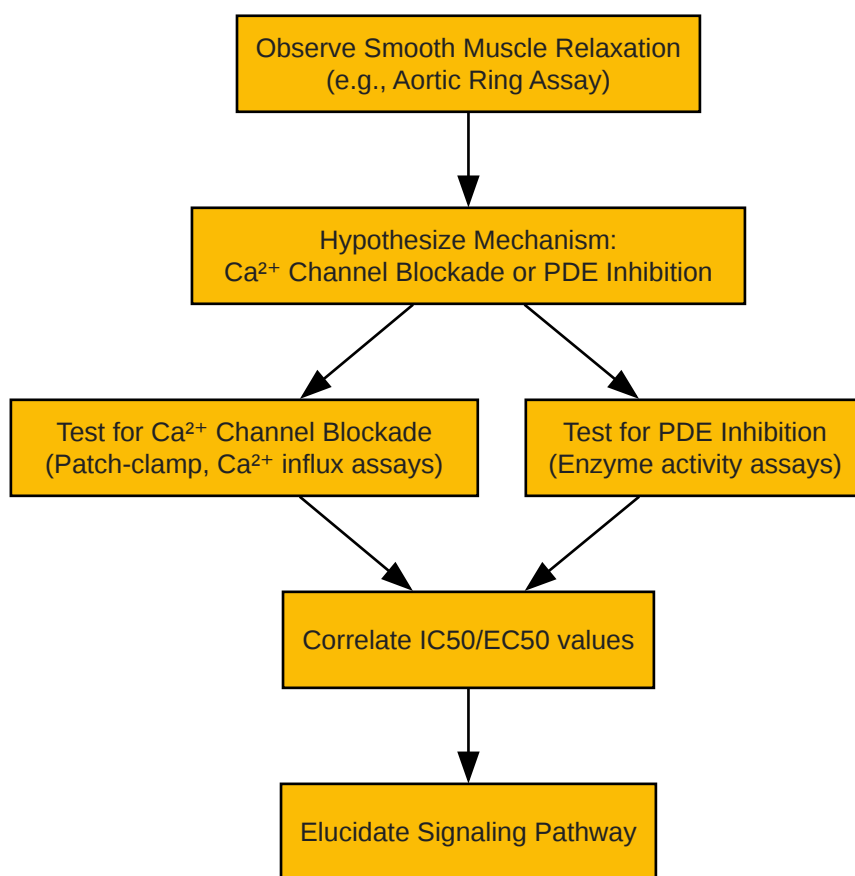 Observe Smooth Muscle Relaxation
(e.g., Aortic Ring Assay)
Hypothesize Mechanism:
Ca²⁺ Channel Blockade or PDE Inhibition
Test for Ca²⁺ Channel Blockade
(Patch-clamp, Ca²⁺ influx assays)
Test for PDE Inhibition
(Enzyme activity assays)
Correlate IC50/EC50 values
Elucidate Signaling Pathway